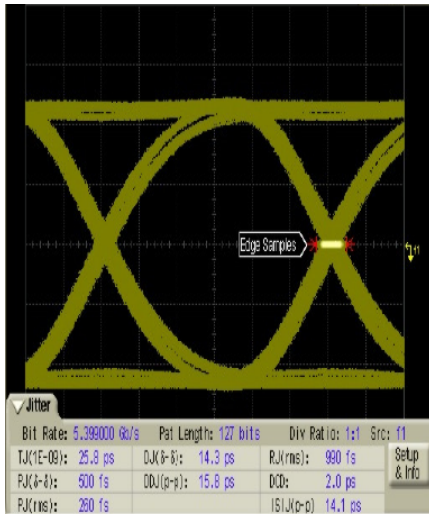 Edge Samples
f1
Jitter
Bit Rate: 5.399000 Gb/s Pat Length: 127 bits Div Ratio: 1:1 Src: f1
TJ(1E-09): 25.8 ps DJ(δ-δ): 14.3 ps RJ(rms): 990 fs Setup & Info
PJ(δ-δ): 500 fs DDJ(p-p): 15.8 ps DCD: 2.0 ps
PJ(rms): 260 fs ISIJ(p-p) 14.1 ps